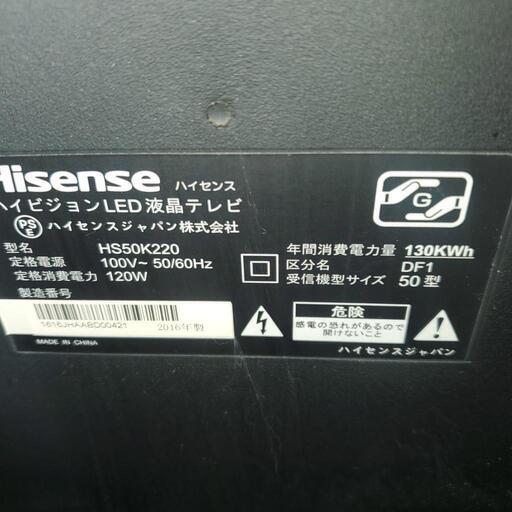 Hisense ハイセンス
ハイビジョンLED液晶テレビ
PSE ハイセンスジャパン株式会社
型名 HS50K220
定格電源 100V~ 50/60Hz
定格消費電力 120W
製造番号
1616JHAABD00421 2016年製
MADE IN CHINA
G
年間消費電力量 130KWh
区分名 DF1
受信機型サイズ 50型
危険
感電の恐れがあるので
開けないこと
ハイセンスジャパン